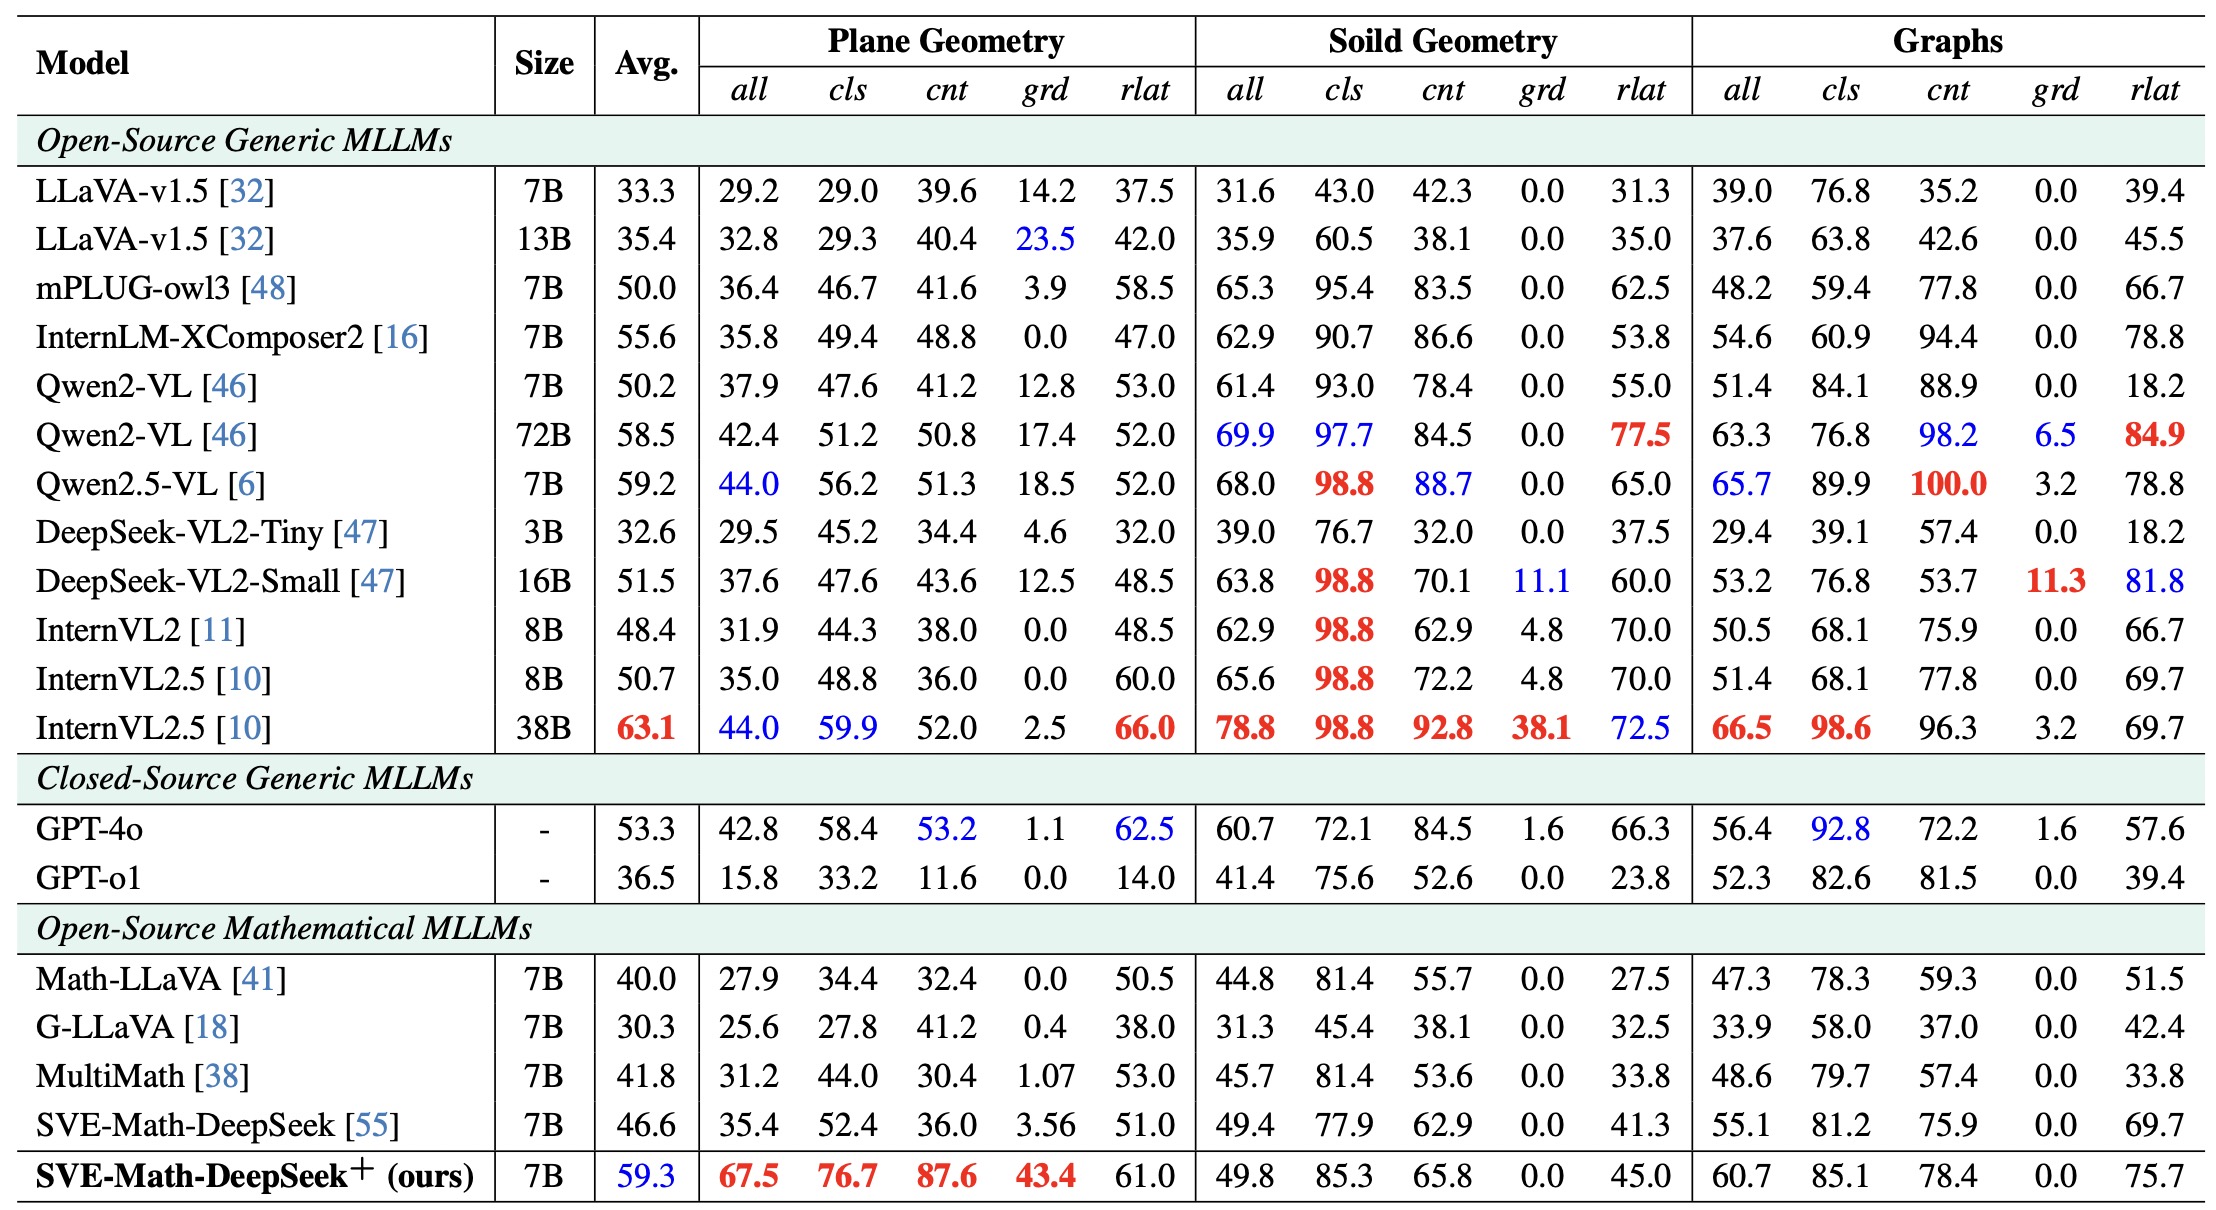 Model Size Avg. Plane Geometry Soild Geometry Graphs
all cls cnt grd rlat all cls cnt grd rlat all cls cnt grd rlat
Open-Source Generic MLLMs
LLaVA-v1.5 [32] 7B 33.3 29.2 29.0 39.6 14.2 37.5 31.6 43.0 42.3 0.0 31.3 39.0 76.8 35.2 0.0 39.4
LLaVA-v1.5 [32] 13B 35.4 32.8 29.3 40.4 23.5 42.0 35.9 60.5 38.1 0.0 35.0 37.6 63.8 42.6 0.0 45.5
mPLUG-owl3 [48] 7B 50.0 36.4 46.7 41.6 3.9 58.5 65.3 95.4 83.5 0.0 62.5 48.2 59.4 77.8 0.0 66.7
InternLM-XComposer2 [16] 7B 55.6 35.8 49.4 48.8 0.0 47.0 62.9 90.7 86.6 0.0 53.8 54.6 60.9 94.4 0.0 78.8
Qwen2-VL [46] 7B 50.2 37.9 47.6 41.2 12.8 53.0 61.4 93.0 78.4 0.0 55.0 51.4 84.1 88.9 0.0 18.2
Qwen2-VL [46] 72B 58.5 42.4 51.2 50.8 17.4 52.0 69.9 97.7 84.5 0.0 77.5 63.3 76.8 98.2 6.5 84.9
Qwen2.5-VL [6] 7B 59.2 44.0 56.2 51.3 18.5 52.0 68.0 98.8 88.7 0.0 65.0 65.7 89.9 100.0 3.2 78.8
DeepSeek-VL2-Tiny [47] 3B 32.6 29.5 45.2 34.4 4.6 32.0 39.0 76.7 32.0 0.0 37.5 29.4 39.1 57.4 0.0 18.2
DeepSeek-VL2-Small [47] 16B 51.5 37.6 47.6 43.6 12.5 48.5 63.8 98.8 70.1 11.1 60.0 53.2 76.8 53.7 11.3 81.8
InternVL2 [11] 8B 48.4 31.9 44.3 38.0 0.0 48.5 62.9 98.8 62.9 4.8 70.0 50.5 68.1 75.9 0.0 66.7
InternVL2.5 [10] 8B 50.7 35.0 48.8 36.0 0.0 60.0 65.6 98.8 72.2 4.8 70.0 51.4 68.1 77.8 0.0 69.7
InternVL2.5 [10] 38B 63.1 44.0 59.9 52.0 2.5 66.0 78.8 98.8 92.8 38.1 72.5 66.5 98.6 96.3 3.2 69.7
Closed-Source Generic MLLMs
GPT-4o - 53.3 42.8 58.4 53.2 1.1 62.5 60.7 72.1 84.5 1.6 66.3 56.4 92.8 72.2 1.6 57.6
GPT-o1 - 36.5 15.8 33.2 11.6 0.0 14.0 41.4 75.6 52.6 0.0 23.8 52.3 82.6 81.5 0.0 39.4
Open-Source Mathematical MLLMs
Math-LLaVA [41] 7B 40.0 27.9 34.4 32.4 0.0 50.5 44.8 81.4 55.7 0.0 27.5 47.3 78.3 59.3 0.0 51.5
G-LLaVA [18] 7B 30.3 25.6 27.8 41.2 0.4 38.0 31.3 45.4 38.1 0.0 32.5 33.9 58.0 37.0 0.0 42.4
MultiMath [38] 7B 41.8 31.2 44.0 30.4 1.07 53.0 45.7 81.4 53.6 0.0 33.8 48.6 79.7 57.4 0.0 33.8
SVE-Math-DeepSeek [55] 7B 46.6 35.4 52.4 36.0 3.56 51.0 49.4 77.9 62.9 0.0 41.3 55.1 81.2 75.9 0.0 69.7
SVE-Math-DeepSeek+ (ours) 7B 59.3 67.5 76.7 87.6 43.4 61.0 49.8 85.3 65.8 0.0 45.0 60.7 85.1 78.4 0.0 75.7